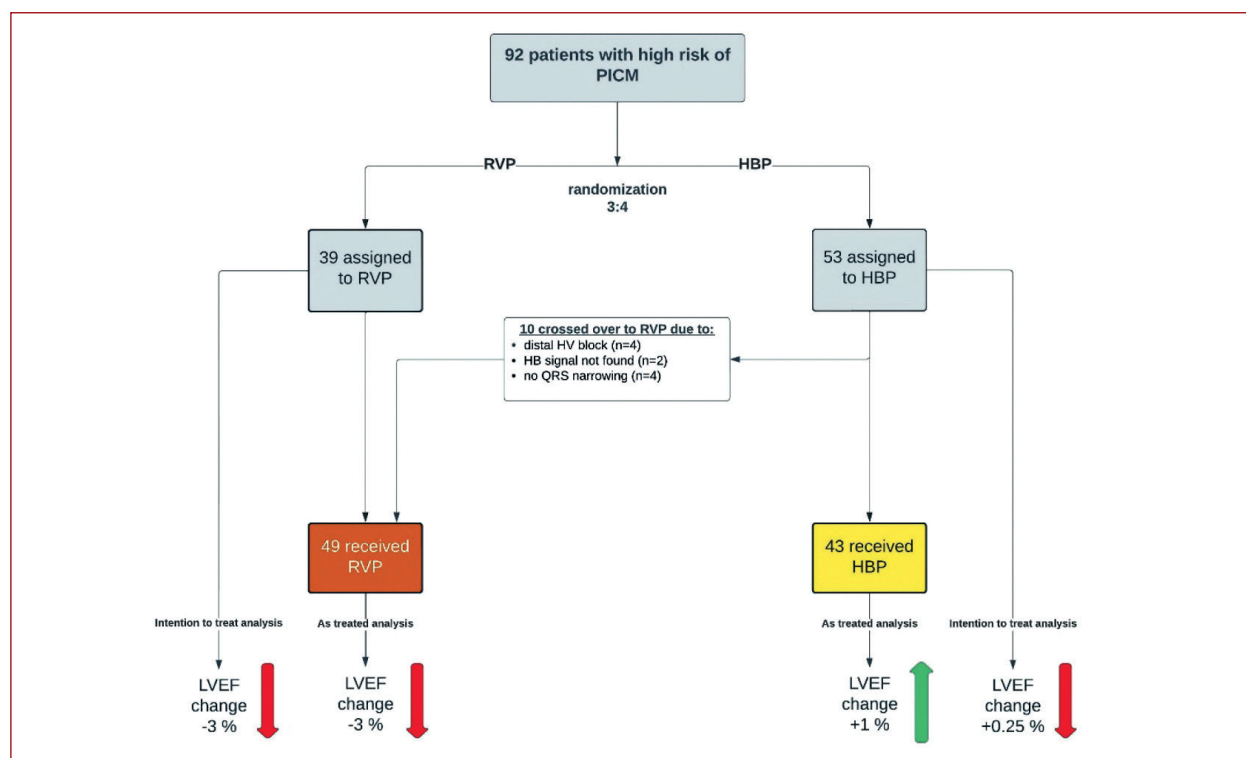 92 patients with high risk of
PICM
RVP
HBP
randomization
3:4
39 assigned
to RVP
53 assigned
to HBP
10 crossed over to RVP due to:
• distal HV block (n=4)
• HB signal not found (n=2)
• no QRS narrowing (n=4)
49 received
RVP
43 received
HBP
Intention to treat analysis
As treated analysis
As treated analysis
Intention to treat analysis
LVEF
change
-3 %
LVEF
change
-3 %
LVEF
change
+1 %
LVEF
change
+0.25 %